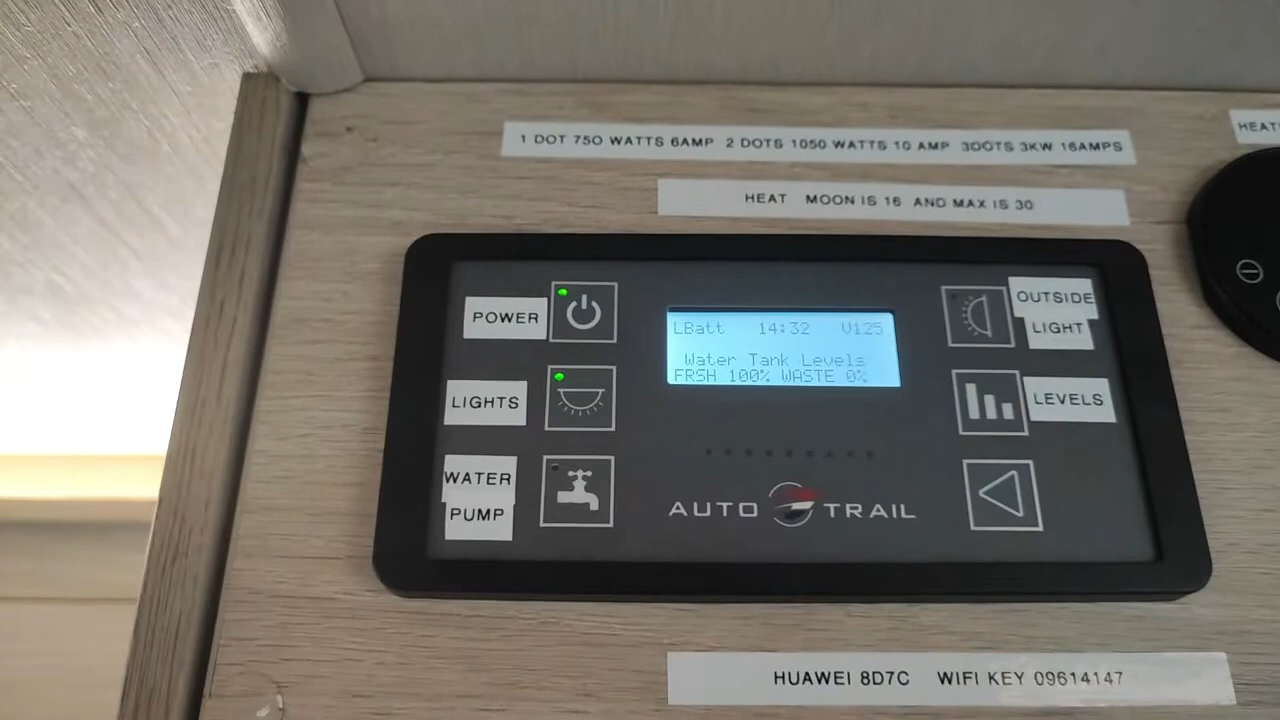 1 DOT 750 WATTS 6AMP 2 DOTS 1050 WATTS 10 AMP 3DOTS 3KW 16AMPS
HEAT MOON IS 16 AND MAX IS 30
POWER
LIGHTS
WATER
PUMP
LBatt 14:32 V125
Water Tank Levels
FRSH 100% WASTE 0%
OUTSIDE
LIGHT
LEVELS
AUTO TRAIL
HUAWEI 8D7C WIFI KEY 09614147